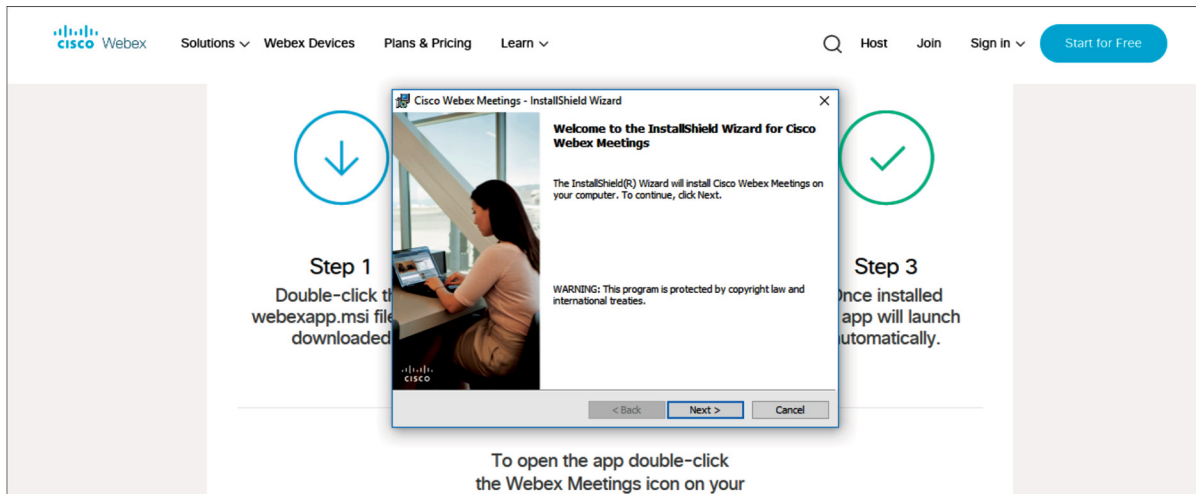 CISCO Webex Solutions Webex Devices Plans & Pricing Learn Host Join Sign in Start for Free
Cisco Webex Meetings - InstallShield Wizard
Welcome to the InstallShield Wizard for Cisco
Webex Meetings
The InstallShield(R) Wizard will install Cisco Webex Meetings on
your computer. To continue, click Next.
WARNING: This program is protected by copyright law and
international treaties.
CISCO
< Back Next > Cancel
Step 1
Double-click
webexapp.msi
downloaded
Step 3
installed
app will launch
To open the app double-click
the Webex Meetings icon on your